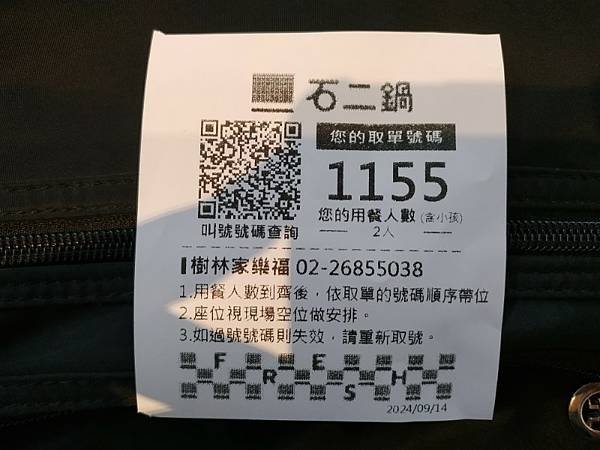 石二鍋
您的取單號碼
1155
您的用餐人數 (含小孩)
2人
叫號號碼查詢
樹林家樂福 02-26855038
1.用餐人數到齊後，依取單的號碼順序帶位
2.座位視現場空位做安排。
3.如過號號碼則失效，請重新取號。
FRESH
2024/09/14